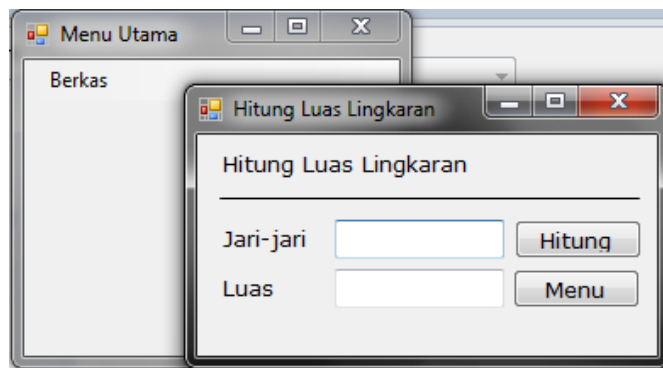 Menu Utama
Berkas
Hitung Luas Lingkaran
Hitung Luas Lingkaran
Jari-jari
Hitung
Luas
Menu